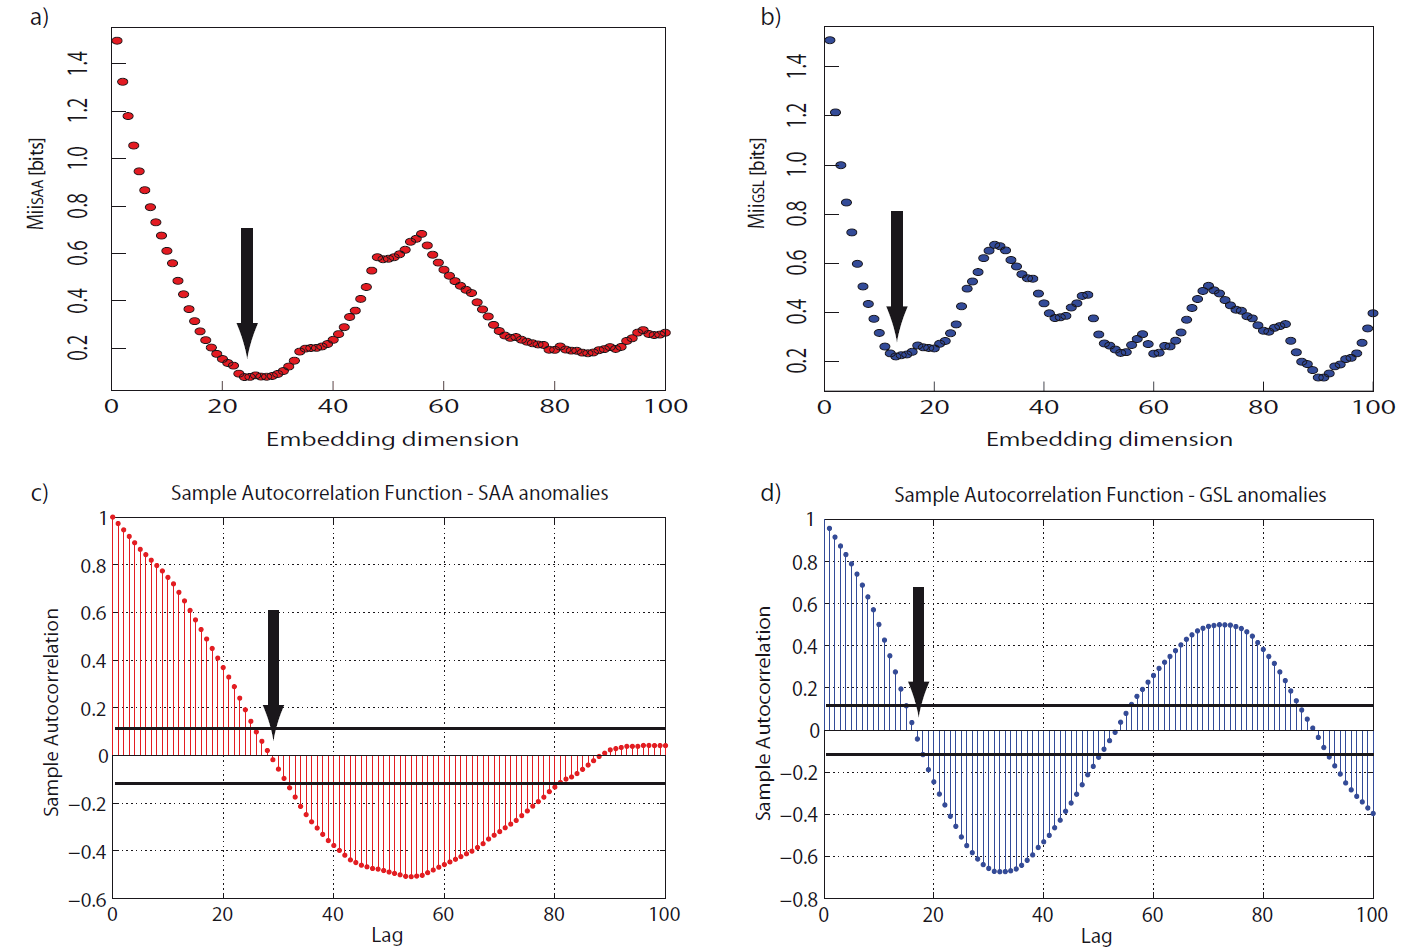 a)
MiiSAA [bits]
1.4
1.2
1.0
0.8
0.6
0.4
0.2
0 20 40 60 80 100
Embedding dimension
b)
MiiGSL [bits]
1.4
1.2
1.0
0.8
0.6
0.4
0.2
0 20 40 60 80 100
Embedding dimension
c)
Sample Autocorrelation Function - SAA anomalies
Sample Autocorrelation
1
0.8
0.6
0.4
0.2
0
−0.2
−0.4
−0.6
0 20 40 60 80 100
Lag
d)
Sample Autocorrelation Function - GSL anomalies
Sample Autocorrelation
1
0.8
0.6
0.4
0.2
0
−0.2
−0.4
−0.6
−0.8
0 20 40 60 80 100
Lag